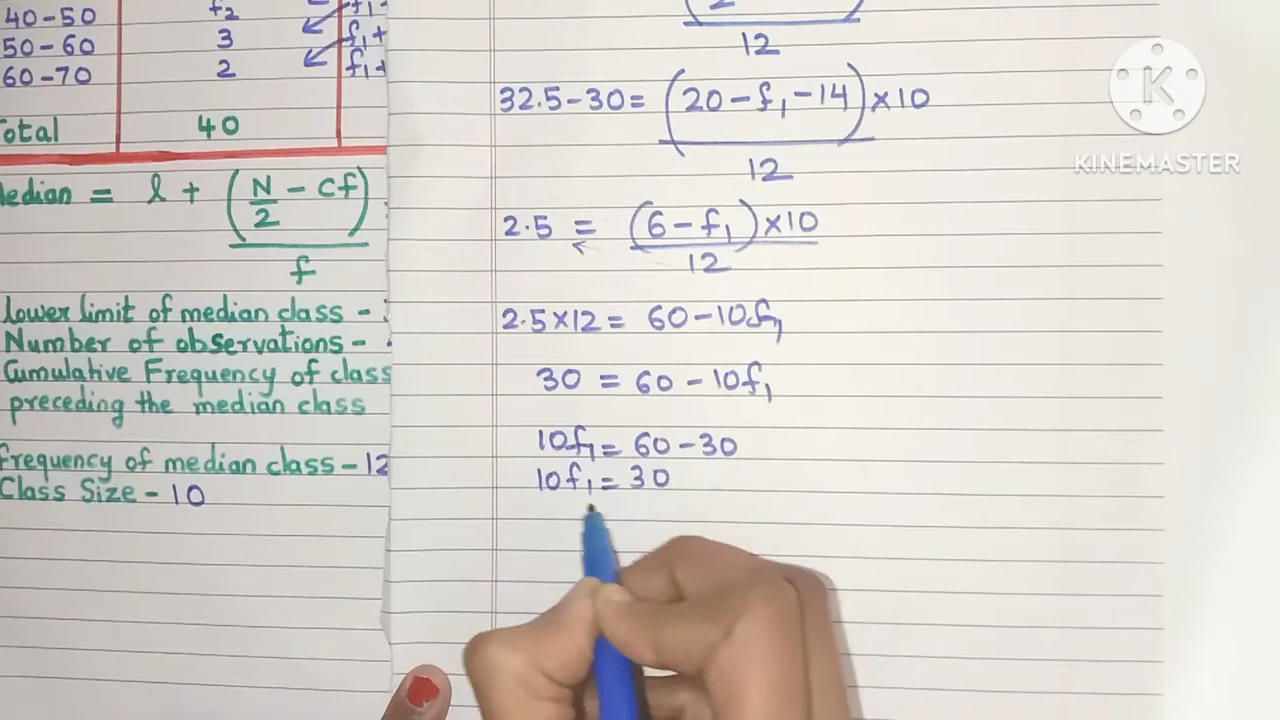 40-50 f₂ f₁
50-60 3 f₁+
60-70 2 f₁+
Total 40
Median = l + (N/2 - cf)
f
lower limit of median class -
Number of observations -
Cumulative Frequency of class
preceding the median class
frequency of median class - 12
Class Size - 10
12
32.5-30= (20-f₁-14)×10
12
2.5 = (6-f₁)×10
12
2.5×12= 60-10f₁
30 = 60-10f₁
10f₁= 60-30
10f₁= 30
K
KINEMASTER